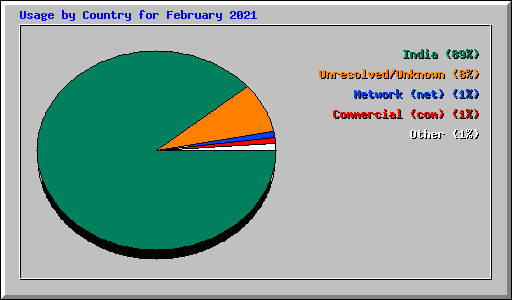 Usage by Country for February 2021
India (89%)
Unresolved/Unknown (8%)
Network (net) (1%)
Commercial (com) (1%)
Other (1%)